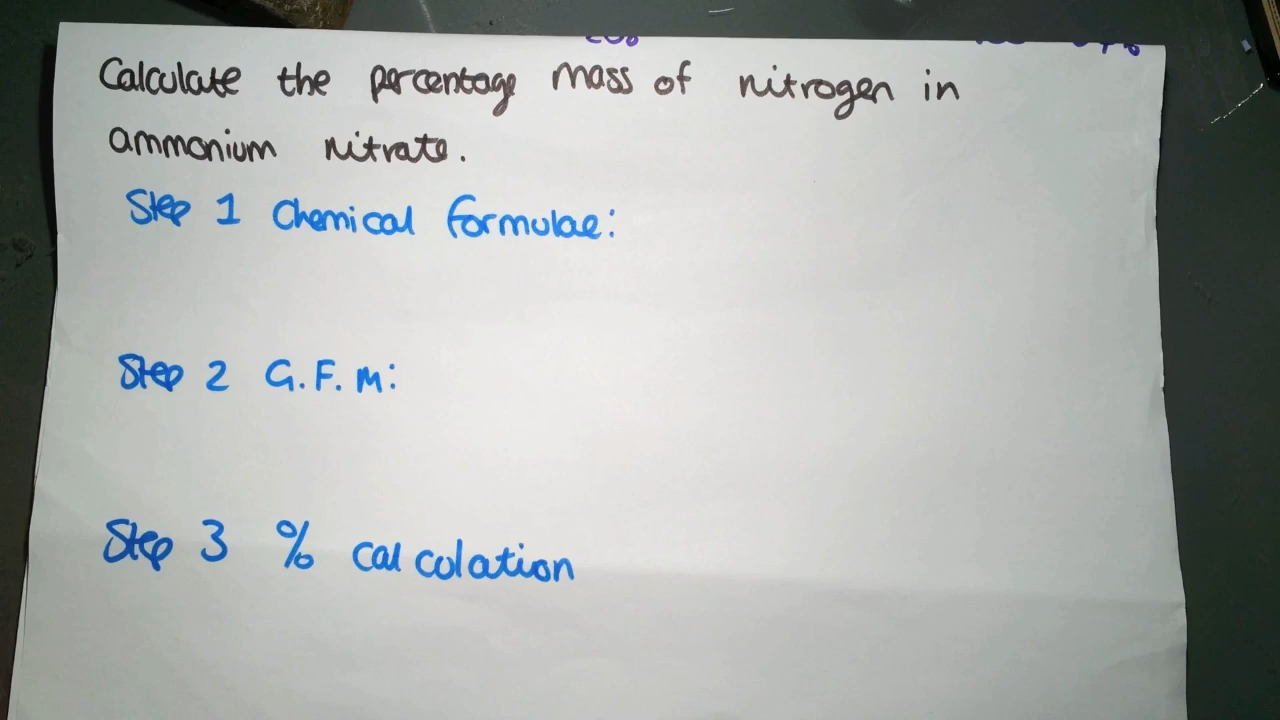 Calculate the percentage mass of nitrogen in
ammonium nitrate.
Step 1 Chemical formulae:
Step 2 G.F.M:
Step 3 % calculation